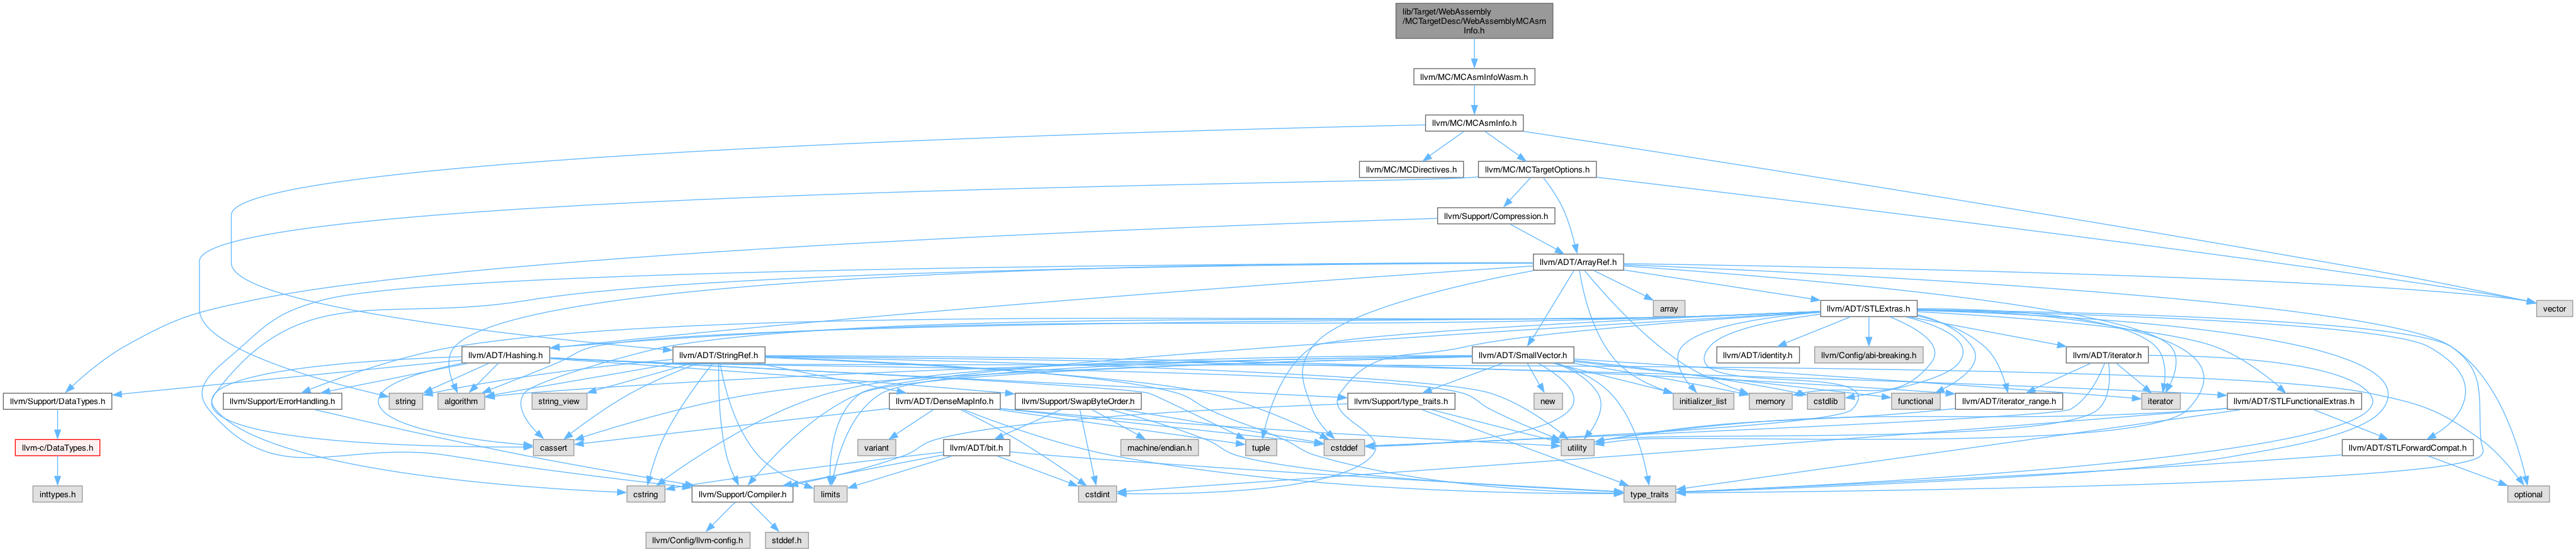 lib/Target/WebAssembly
/MCTargetDesc/WebAssemblyMCAsm
Info.h
llvm/MC/MCAsmInfoWasm.h
llvm/MC/MCAsmInfo.h
llvm/MC/MCDirectives.h
llvm/MC/MCTargetOptions.h
llvm/Support/Compression.h
llvm/ADT/ArrayRef.h
array
llvm/ADT/STLExtras.h
vector
llvm/ADT/Hashing.h
llvm/ADT/StringRef.h
llvm/ADT/SmallVector.h
llvm/ADT/identity.h
llvm/Config/abi-breaking.h
llvm/ADT/iterator.h
llvm/Support/DataTypes.h
llvm/Support/ErrorHandling.h
string
algorithm
string_view
llvm/ADT/DenseMapInfo.h
llvm/Support/SwapByteOrder.h
llvm/Support/type_traits.h
new
initializer_list
memory
cstdlib
functional
llvm/ADT/iterator_range.h
iterator
llvm/ADT/STLFunctionalExtras.h
llvm-c/DataTypes.h
cassert
variant
llvm/ADT/bit.h
machine/endian.h
tuple
cstddef
utility
llvm/ADT/STLForwardCompat.h
inttypes.h
cstring
llvm/Support/Compiler.h
limits
cstdint
type_traits
optional
llvm/Config/llvm-config.h
stddef.h